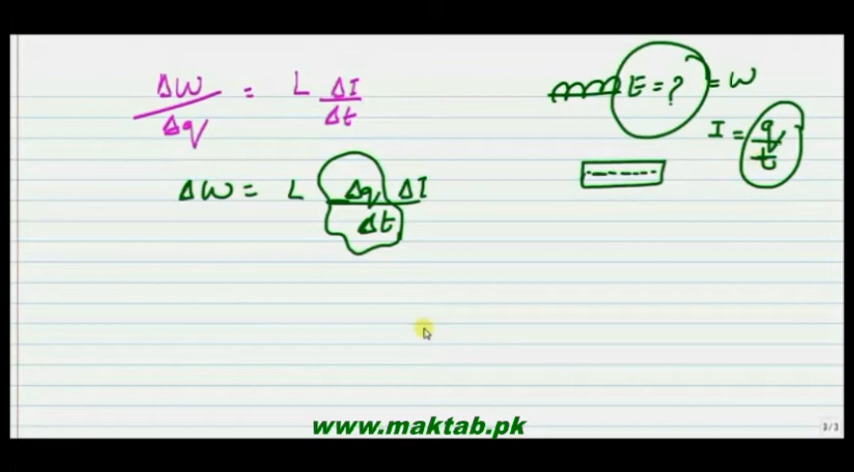 ΔW/Δq = L ΔI/Δt
E = ? = W
I = q/t
ΔW = L Δq ΔI/Δt
www.maktab.pk
3/3